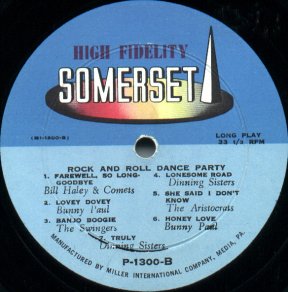 HIGH FIDELITY
SOMERSET
(M1-1300-B)
LONG PLAY
33 1/3 RPM
ROCK AND ROLL DANCE PARTY
1. FAREWELL, SO LONG-
GOODBYE
Bill Haley & Comets
2. LOVEY DOVEY
Bunny Paul
3. BANJO BOOGIE
The Swingers
4. LONESOME ROAD
Dinning Sisters
5. SHE SAID I DON'T
KNOW
The Aristocrats
6. HONEY LOVE
Bunny Paul
7. TRULY
Dinning Sisters
P-1300-B
MANUFACTURED BY MILLER INTERNATIONAL COMPANY, MEDIA, PA.